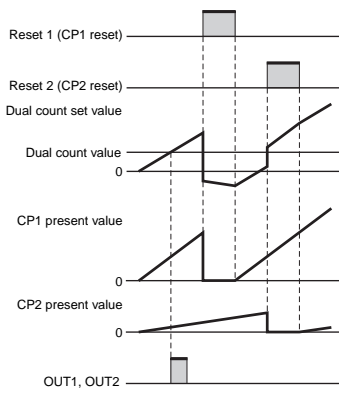 Reset 1 (CP1 reset)
Reset 2 (CP2 reset)
Dual count set value
Dual count value
0
CP1 present value
0
CP2 present value
0
OUT1, OUT2